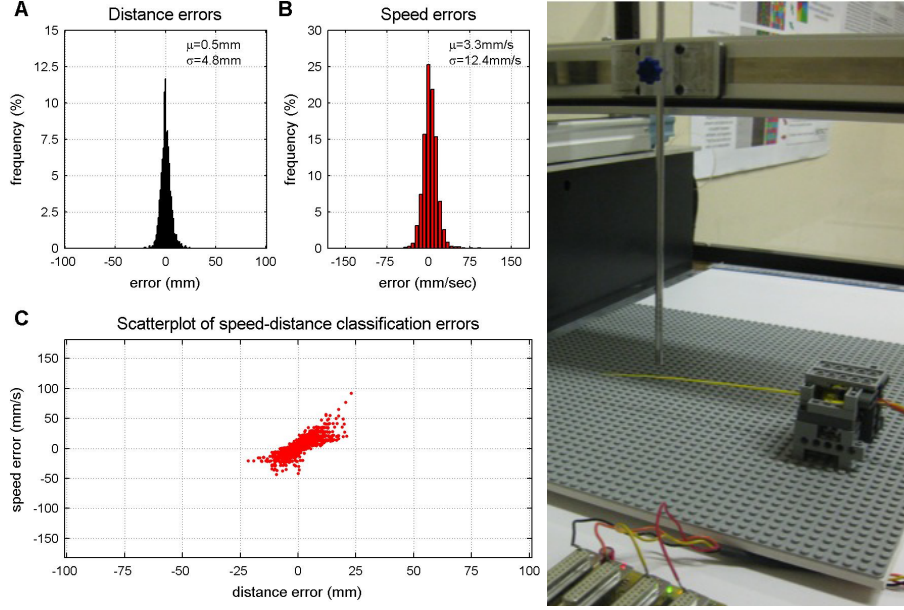 A
Distance errors
μ=0.5mm
σ=4.8mm
15
12.5
7.5
5
2.5
0
frequency (%)
-100
-50
0
50
100
error (mm)
B
Speed errors
μ=3.3mm/s
σ=12.4mm/s
30
25
20
15
10
5
0
frequency (%)
-150
-75
0
75
150
error (mm/sec)
C
Scatterplot of speed-distance classification errors
150
100
50
0
-50
-100
-150
speed error (mm/s)
-100
-75
-50
-25
0
25
50
75
100
distance error (mm)